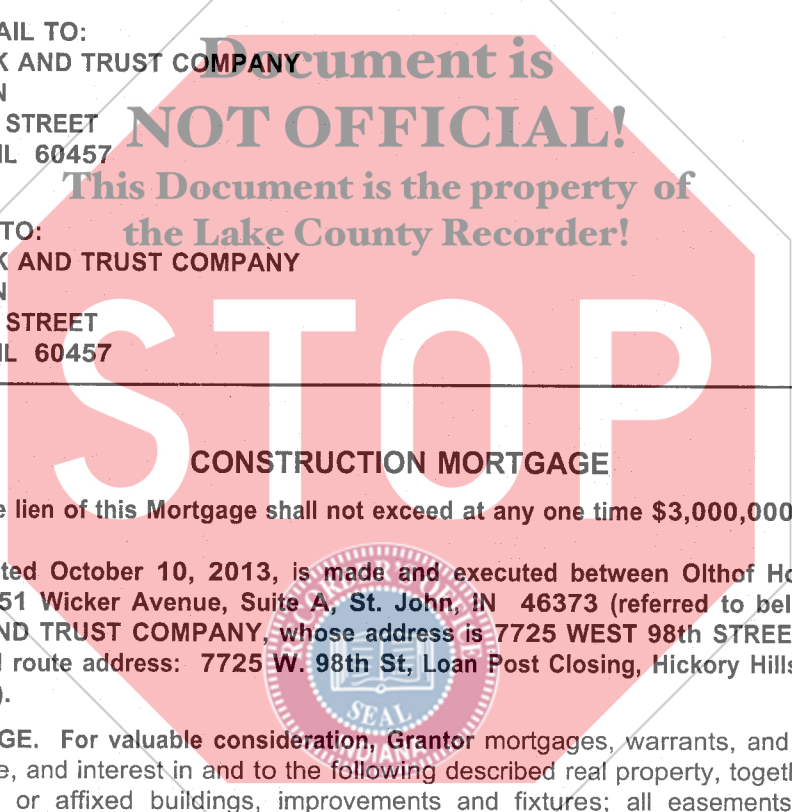 AIL TO:
K AND TRUST COMPANY
N
STREET
IL 60457
Document is
NOT OFFICIAL!
This Document is the property of
the Lake County Recorder!
TO:
K AND TRUST COMPANY
N
STREET
IL 60457
STOP
CONSTRUCTION MORTGAGE
e lien of this Mortgage shall not exceed at any one time $3,000,000
ted October 10, 2013, is made and executed between Olthof Ho
51 Wicker Avenue, Suite A, St. John, IN 46373 (referred to bel
ND TRUST COMPANY, whose address is 7725 WEST 98th STREE
l route address: 7725 W. 98th St, Loan Post Closing, Hickory Hills
).
GE. For valuable consideration, Grantor mortgages, warrants, and
e, and interest in and to the following described real property, togeth
or affixed buildings, improvements and fixtures; all easements
SEAL
INDIANA